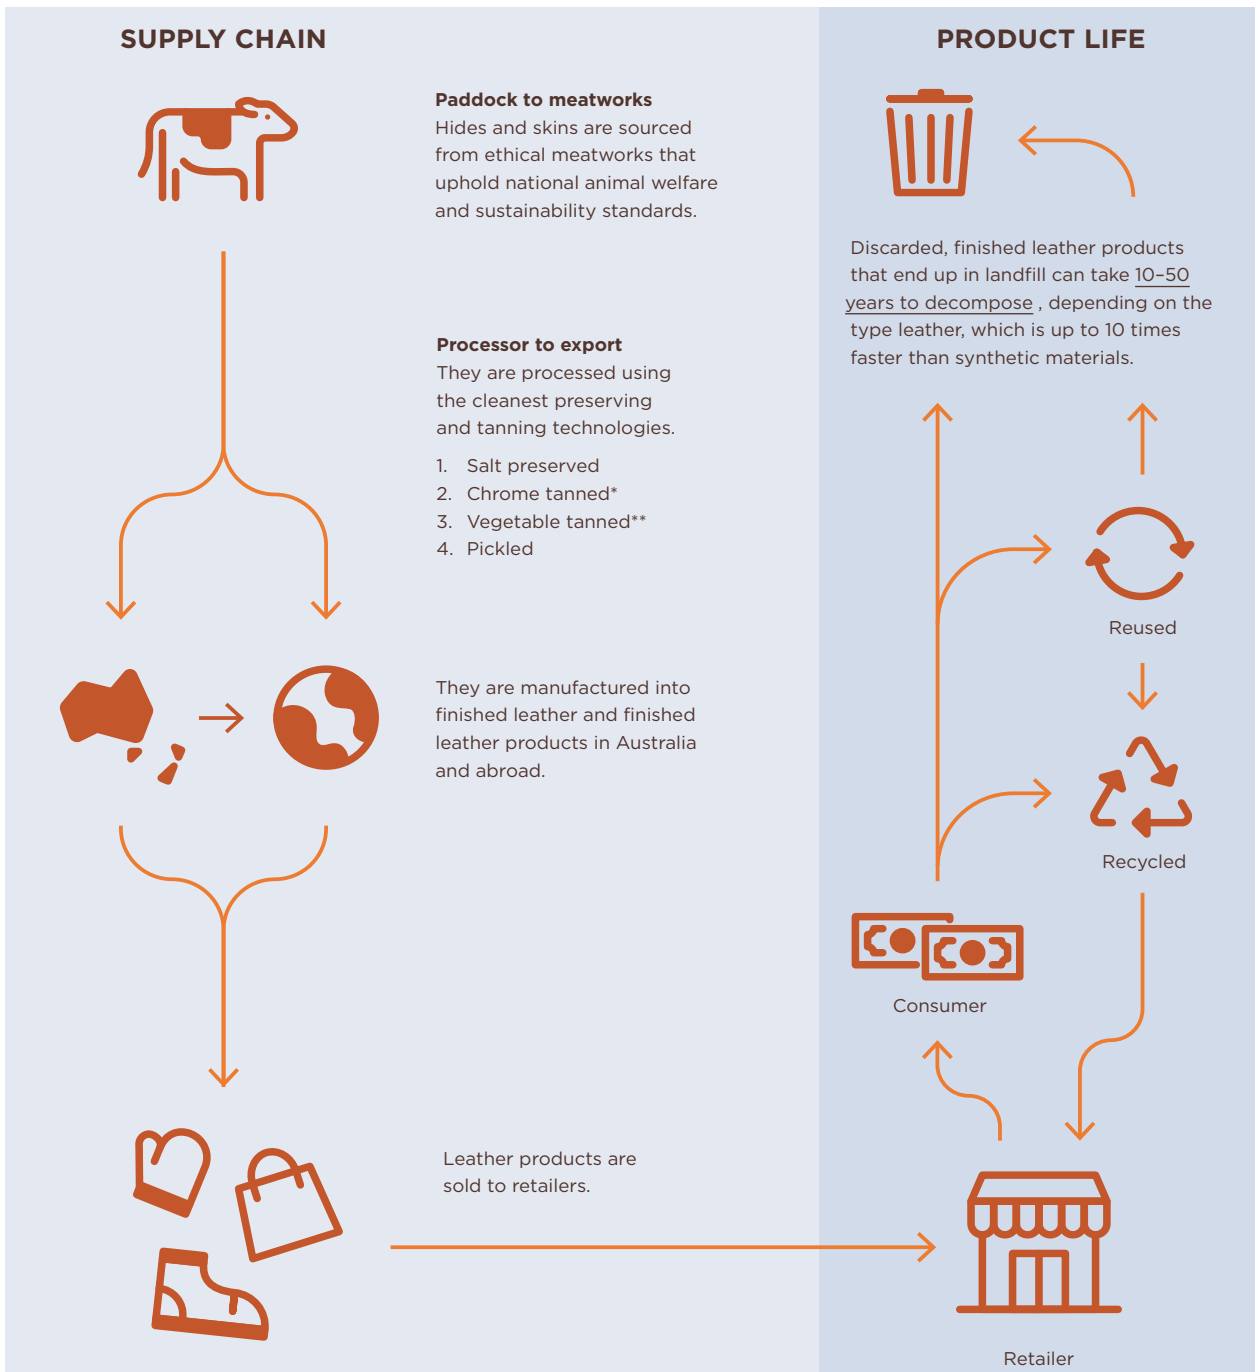 SUPPLY CHAIN
Paddock to meatworks
Hides and skins are sourced
from ethical meatworks that
uphold national animal welfare
and sustainability standards.
Processor to export
They are processed using
the cleanest preserving
and tanning technologies.
1. Salt preserved
2. Chrome tanned*
3. Vegetable tanned**
4. Pickled
They are manufactured into
finished leather and finished
leather products in Australia
and abroad.
Leather products are
sold to retailers.
PRODUCT LIFE
Discarded, finished leather products
that end up in landfill can take 10–50
years to decompose , depending on the
type leather, which is up to 10 times
faster than synthetic materials.
Reused
Recycled
Consumer
Retailer